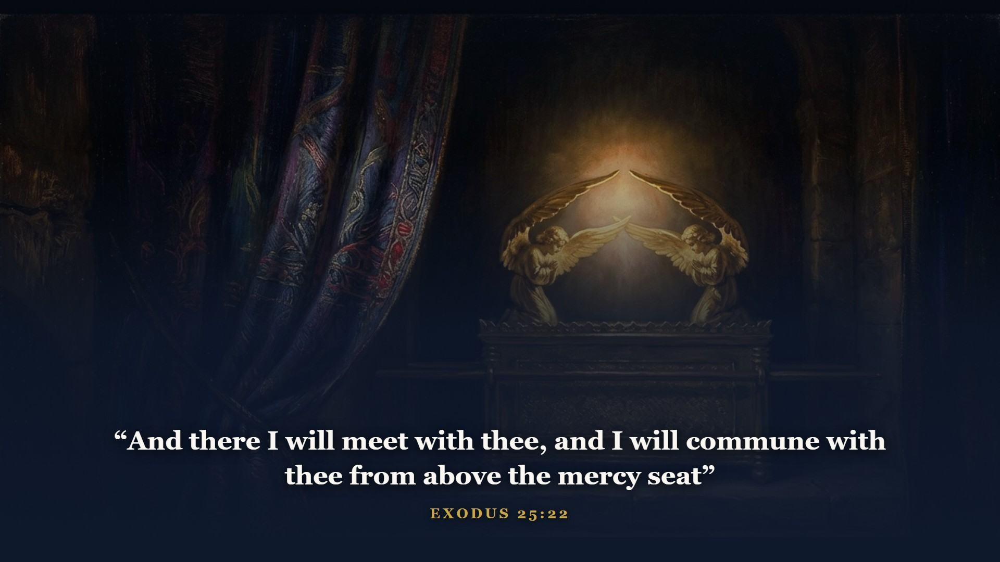 “And there I will meet with thee, and I will commune with
thee from above the mercy seat”
EXODUS 25:22